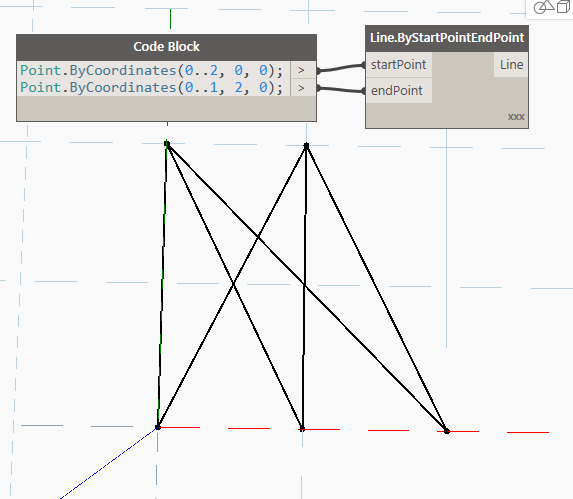 Code Block
Point.ByCoordinates(0..2, 0, 0); >
Point.ByCoordinates(0..1, 2, 0); >
Line.ByStartPointEndPoint
startPoint Line
endPoint
xxx